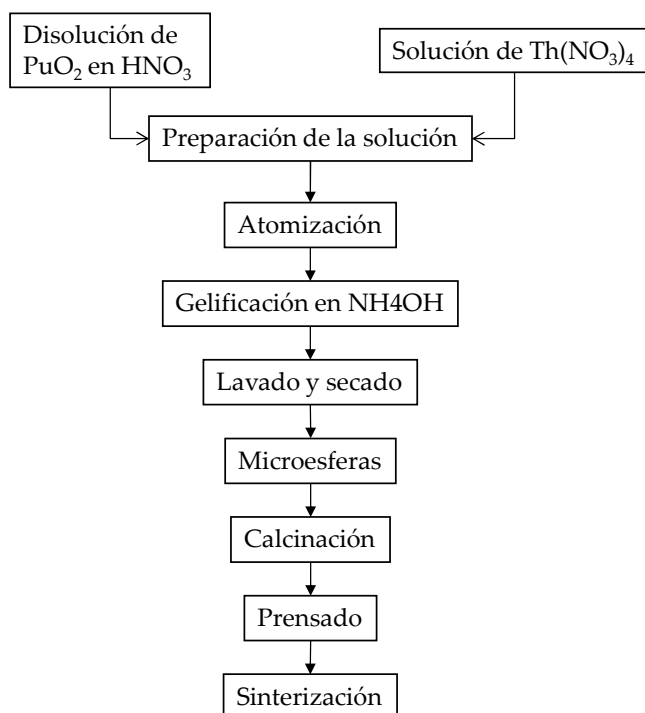 Disolución de
PuO₂ en HNO₃
Solución de Th(NO₃)₄
Preparación de la solución
Atomización
Gelificación en NH4OH
Lavado y secado
Microesferas
Calcinación
Prensado
Sinterización